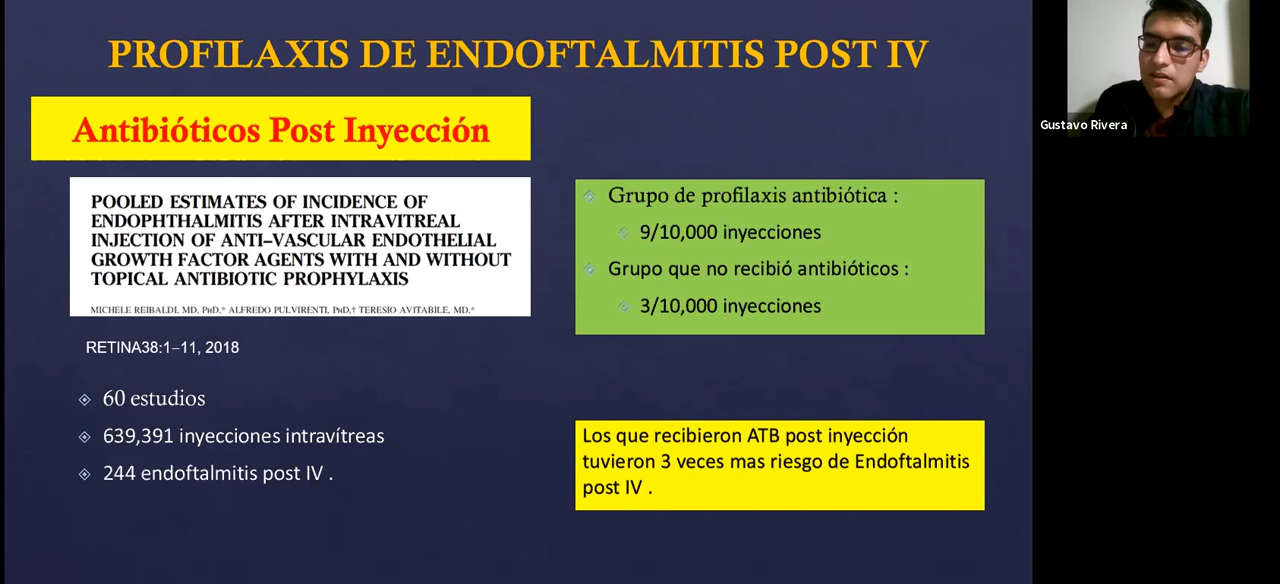 PROFILAXIS DE ENDOFTALMITIS POST IV
Antibióticos Post Inyección
POOLED ESTIMATES OF INCIDENCE OF
ENDOPHTHALMITIS AFTER INTRAVITREAL
INJECTION OF ANTI–VASCULAR ENDOTHELIAL
GROWTH FACTOR AGENTS WITH AND WITHOUT
TOPICAL ANTIBIOTIC PROPHYLAXIS
MICHELE REIBALDI, MD, PHD,* ALFREDO PULVIRENTI, PHD,† TERESIO AVITABILE, MD,*
RETINA38:1–11, 2018
60 estudios
639,391 inyecciones intravítreas
244 endoftalmitis post IV .
Grupo de profilaxis antibiótica :
9/10,000 inyecciones
Grupo que no recibió antibióticos :
3/10,000 inyecciones
Los que recibieron ATB post inyección
tuvieron 3 veces mas riesgo de Endoftalmitis
post IV .
Gustavo Rivera